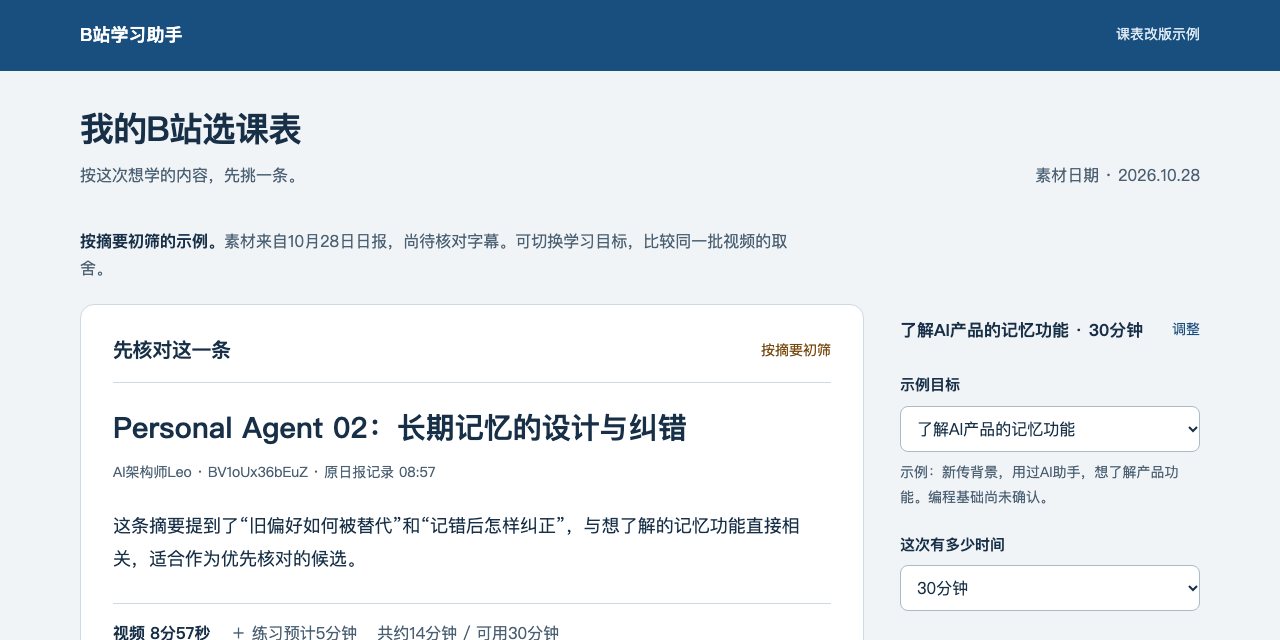 B站学习助手
课表改版示例
我的B站选课表
按这次想学的内容，先挑一条。
素材日期 · 2026.10.28
按摘要初筛的示例。素材来自10月28日日报，尚待核对字幕。可切换学习目标，比较同一批视频的取
舍。
先核对这一条
按摘要初筛
Personal Agent 02：长期记忆的设计与纠错
AI架构师Leo · BV1oUx36bEuZ · 原日报记录 08:57
这条摘要提到了“旧偏好如何被替代”和“记错后怎样纠正”，与想了解的记忆功能直接相
关，适合作为优先核对的候选。
视频 8分57秒 ＋ 练习预计5分钟 共约14分钟 / 可用30分钟
了解AI产品的记忆功能 · 30分钟
调整
示例目标
了解AI产品的记忆功能
示例：新传背景，用过AI助手，想了解产品功
能。编程基础尚未确认。
这次有多少时间
30分钟